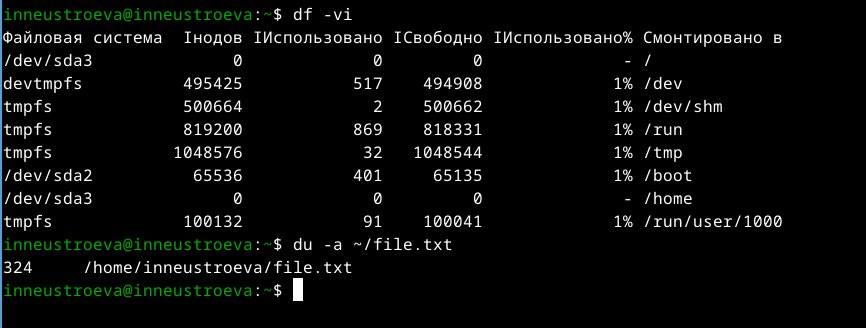 inneustroeva@inneustroeva:~$ df -vi
Файловая система Iнодов IИспользовано IСвободно IИспользовано% Смонтировано в
/dev/sda3 0 0 0 - /
devtmpfs 495425 517 494908 1% /dev
tmpfs 500664 2 500662 1% /dev/shm
tmpfs 819200 869 818331 1% /run
tmpfs 1048576 32 1048544 1% /tmp
/dev/sda2 65536 401 65135 1% /boot
/dev/sda3 0 0 0 - /home
tmpfs 100132 91 100041 1% /run/user/1000
inneustroeva@inneustroeva:~$ du -a ~/file.txt
324 /home/inneustroeva/file.txt
inneustroeva@inneustroeva:~$